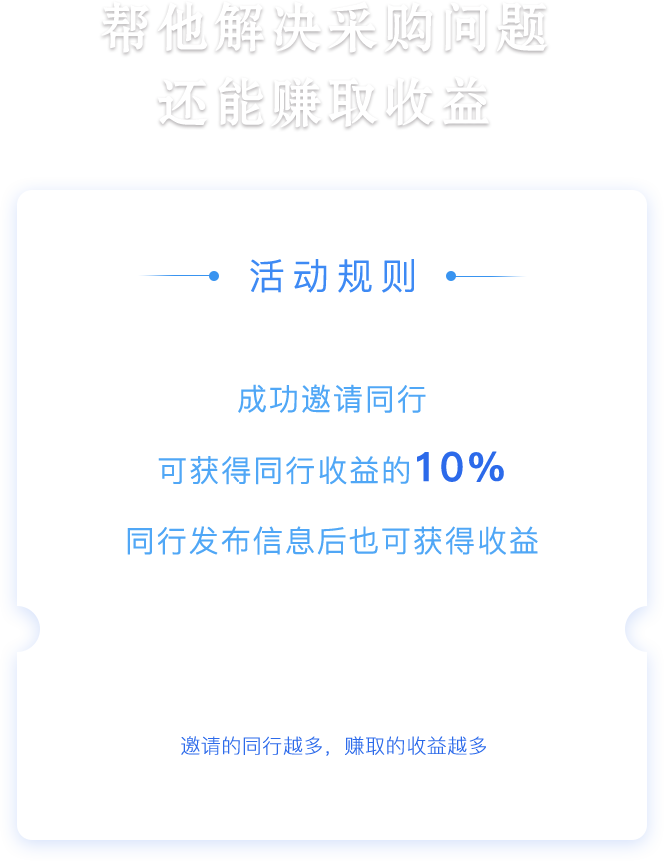 帮他解决采购问题
还能赚取收益
活动规则
成功邀请同行
可获得同行收益的10%
同行发布信息后也可获得收益
邀请的同行越多，赚取的收益越多